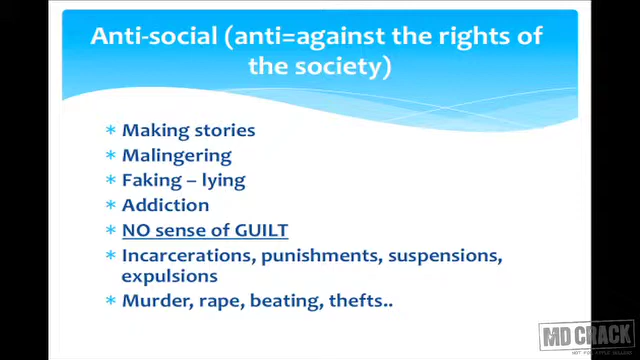 Anti-social (anti=against the rights of
the society)
* Making stories
* Malingering
* Faking – lying
* Addiction
* NO sense of GUILT
* Incarcerations, punishments, suspensions,
expulsions
* Murder, rape, beating, thefts..
MD CRACK